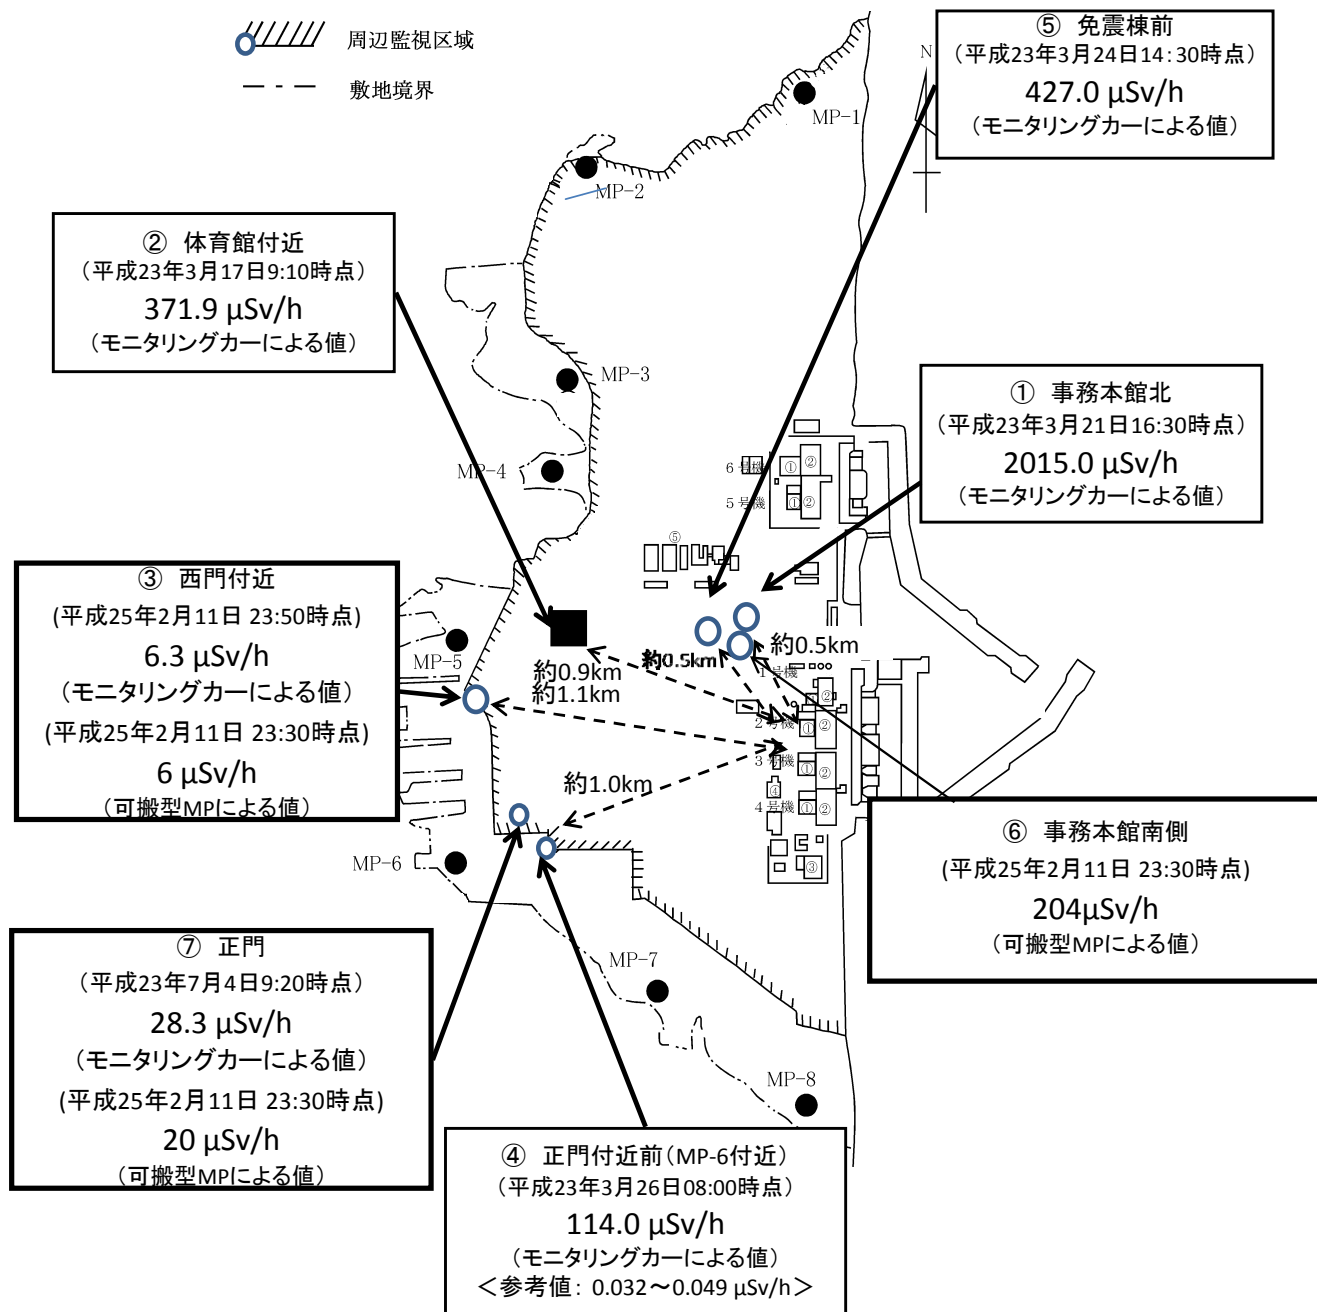 周辺監視区域
敷地境界
⑤ 免震棟前
（平成23年3月24日14:30時点）
427.0 μSv/h
（モニタリングカーによる値）
N
MP-1
MP-2
② 体育館付近
（平成23年3月17日9:10時点）
371.9 μSv/h
（モニタリングカーによる値）
MP-3
MP-4
① 事務本館北
（平成23年3月21日16:30時点）
2015.0 μSv/h
（モニタリングカーによる値）
6号機
①
②
5号機
①
②
⑤
③ 西門付近
(平成25年2月11日 23:50時点)
6.3 μSv/h
（モニタリングカーによる値）
(平成25年2月11日 23:30時点)
6 μSv/h
（可搬型MPによる値）
MP-5
約0.9km
約1.1km
約0.5km
約0.5km
1号機
②
2号機
①
②
3号機
①
②
約1.0km
④
4号機
①
②
③
MP-6
⑥ 事務本館南側
(平成25年2月11日 23:30時点)
204μSv/h
（可搬型MPによる値）
⑦ 正門
（平成23年7月4日9:20時点）
28.3 μSv/h
（モニタリングカーによる値）
(平成25年2月11日 23:30時点)
20 μSv/h
（可搬型MPによる値）
MP-7
MP-8
④ 正門付近前（MP-6付近）
（平成23年3月26日08:00時点）
114.0 μSv/h
（モニタリングカーによる値）
＜参考値: 0.032～0.049 μSv/h＞